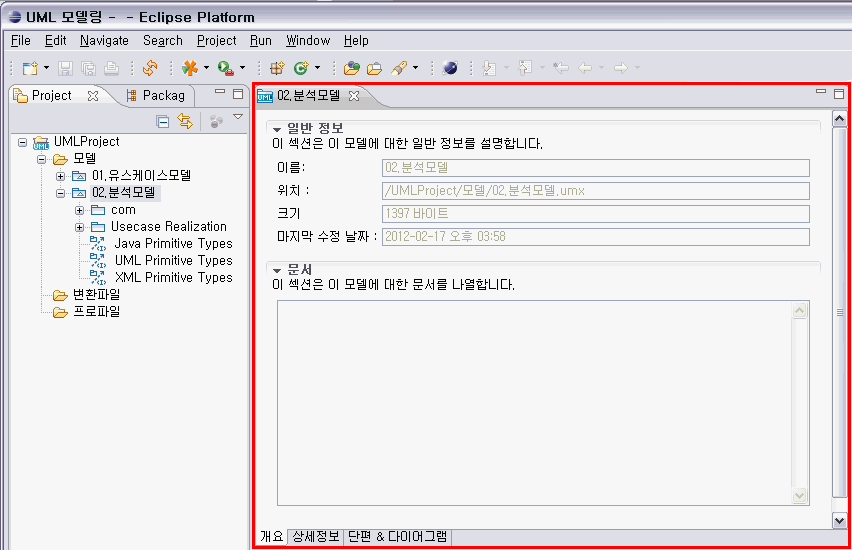 UML 모델링 - - Eclipse Platform
File Edit Navigate Search Project Run Window Help
Project Packag
UMLProject
모델
01.유스케이스모델
02.분석모델
com
Usecase Realization
Java Primitive Types
UML Primitive Types
XML Primitive Types
변환파일
프로파일
UML 02.분석모델
일반 정보
이 섹션은 이 모델에 대한 일반 정보를 설명합니다.
이름: 02.분석모델
위치 : /UMLProject/모델/02.분석모델.umx
크기 1397 바이트
마지막 수정 날짜 : 2012-02-17 오후 03:58
문서
이 섹션은 이 모델에 대한 문서를 나열합니다.
개요 상세정보 단편 & 다이어그램